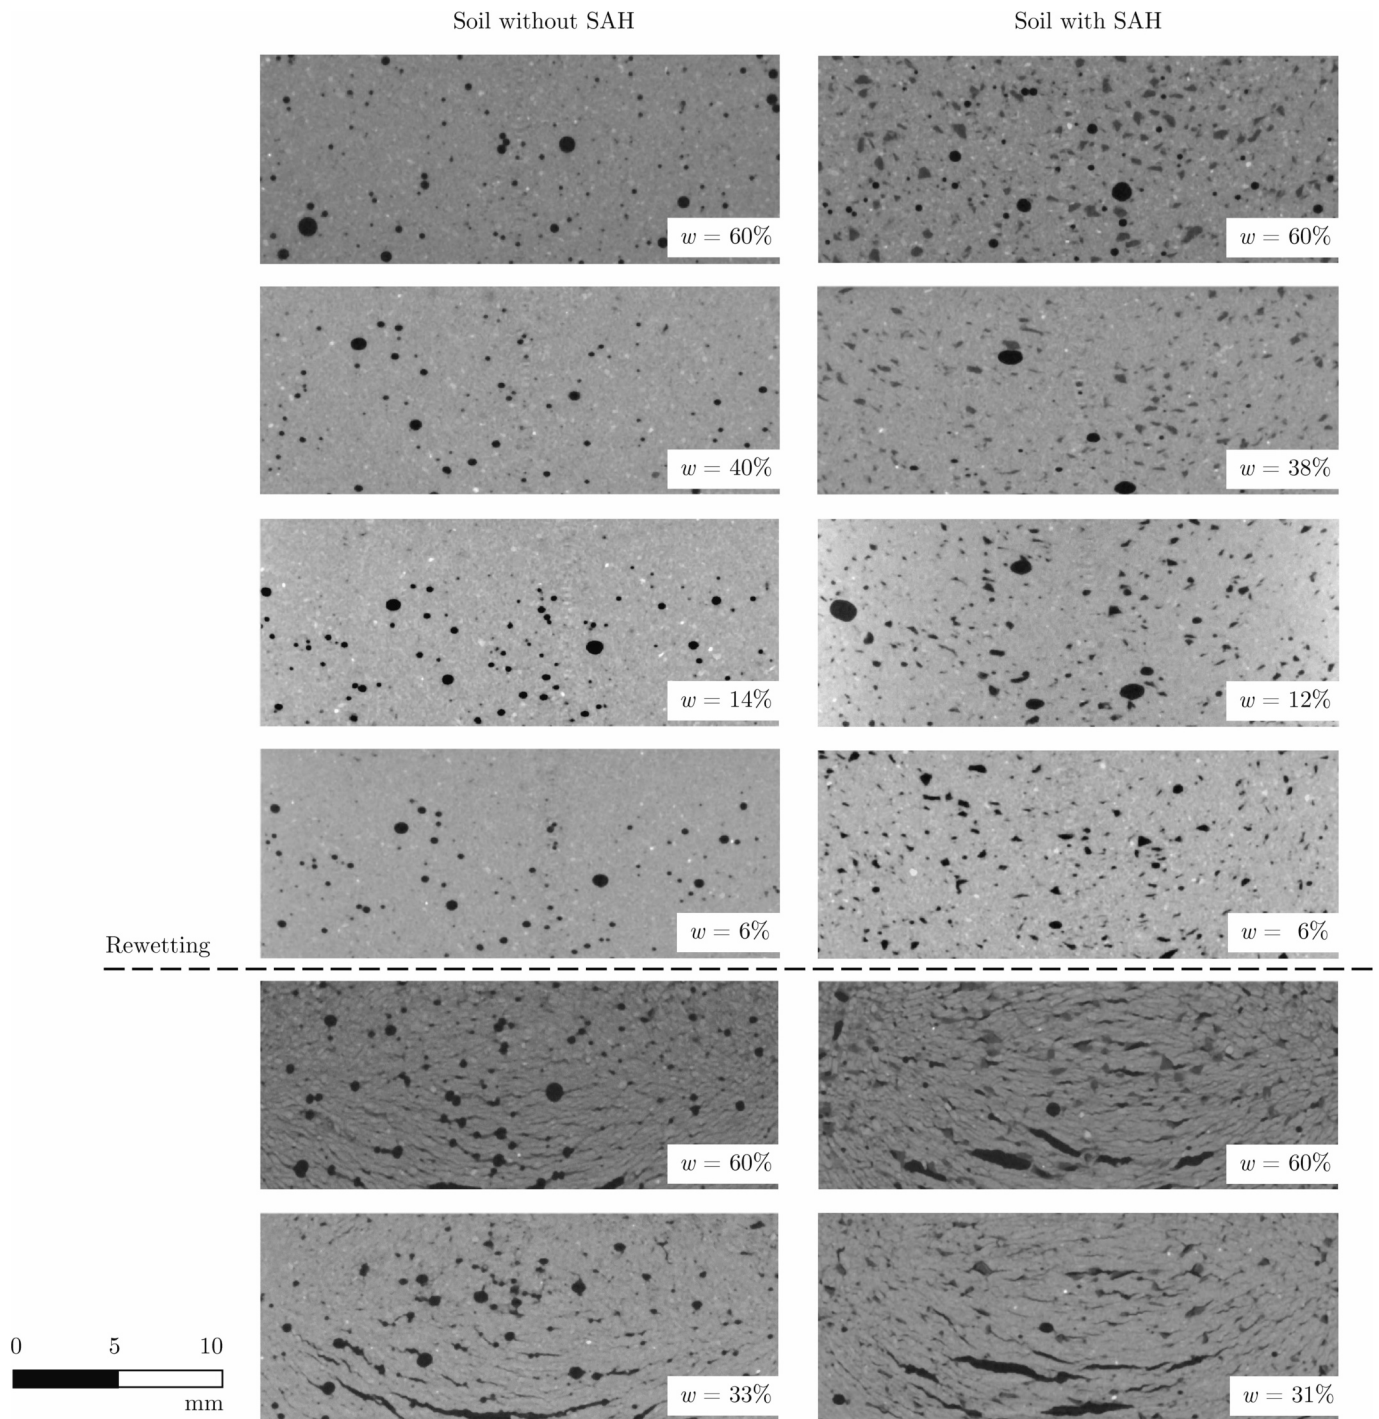 Soil without SAH
Soil with SAH
w = 60%
w = 60%
w = 40%
w = 38%
w = 14%
w = 12%
w = 6%
w = 6%
Rewetting
w = 60%
w = 60%
w = 33%
w = 31%
0 5 10
mm